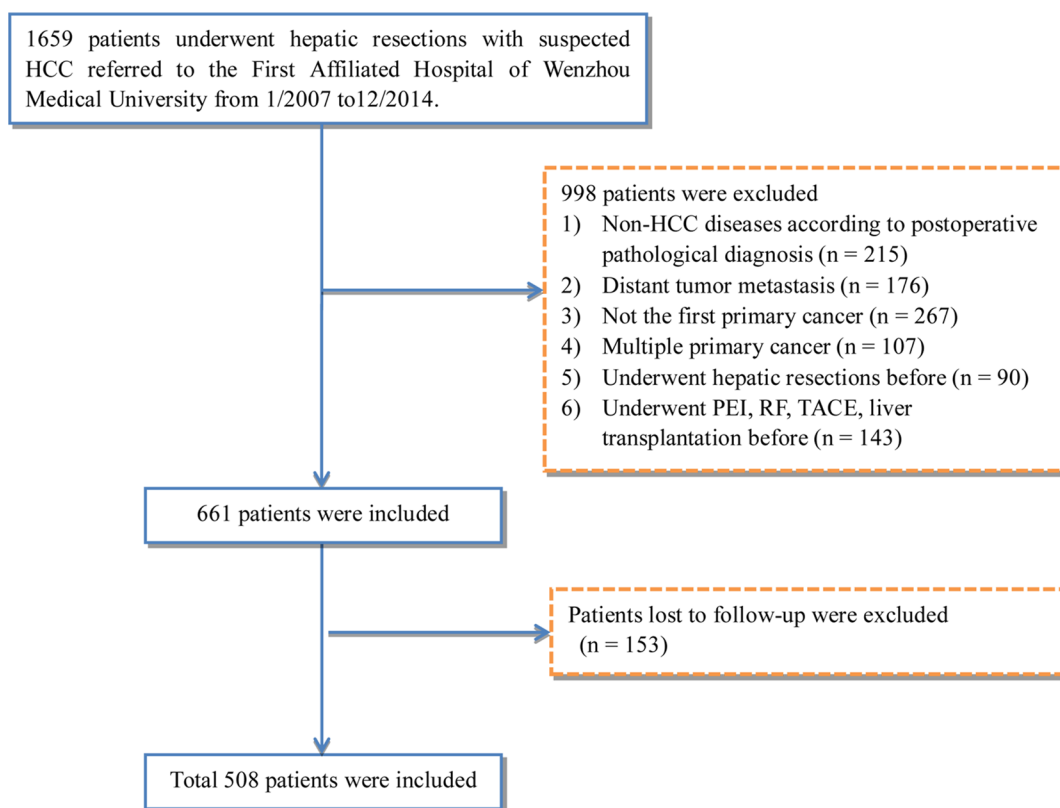 1659 patients underwent hepatic resections with suspected
HCC referred to the First Affiliated Hospital of Wenzhou
Medical University from 1/2007 to12/2014.
998 patients were excluded
1) Non-HCC diseases according to postoperative
pathological diagnosis (n = 215)
2) Distant tumor metastasis (n = 176)
3) Not the first primary cancer (n = 267)
4) Multiple primary cancer (n = 107)
5) Underwent hepatic resections before (n = 90)
6) Underwent PEI, RF, TACE, liver
transplantation before (n = 143)
661 patients were included
Patients lost to follow-up were excluded
(n = 153)
Total 508 patients were included